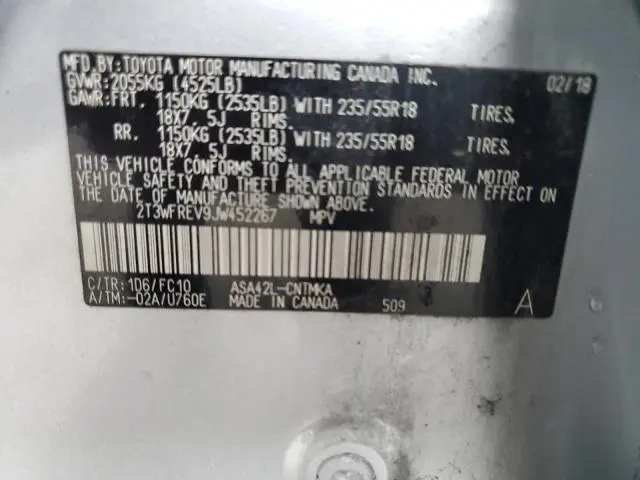 MFD.BY:TOYOTA MOTOR MANUFACTURING CANADA INC. 02/18
GVWR:2055KG (4525LB)
GAWR:FRT. 1150KG (2535LB) WITH 235/55R18 TIRES,
18X7.5J RIMS.
RR. 1150KG (2535LB) WITH 235/55R18 TIRES,
18X7.5J RIMS.
THIS VEHICLE CONFORMS TO ALL APPLICABLE FEDERAL MOTOR
VEHICLE SAFETY AND THEFT PREVENTION STANDARDS IN EFFECT ON
THE DATE OF MANUFACTURE SHOWN ABOVE.
2T3WFREV9JW452267 MPV
C/TR:1D6/FC10 ASA42L-CNTMKA
A/TM:-02A/U760E MADE IN CANADA 509 A